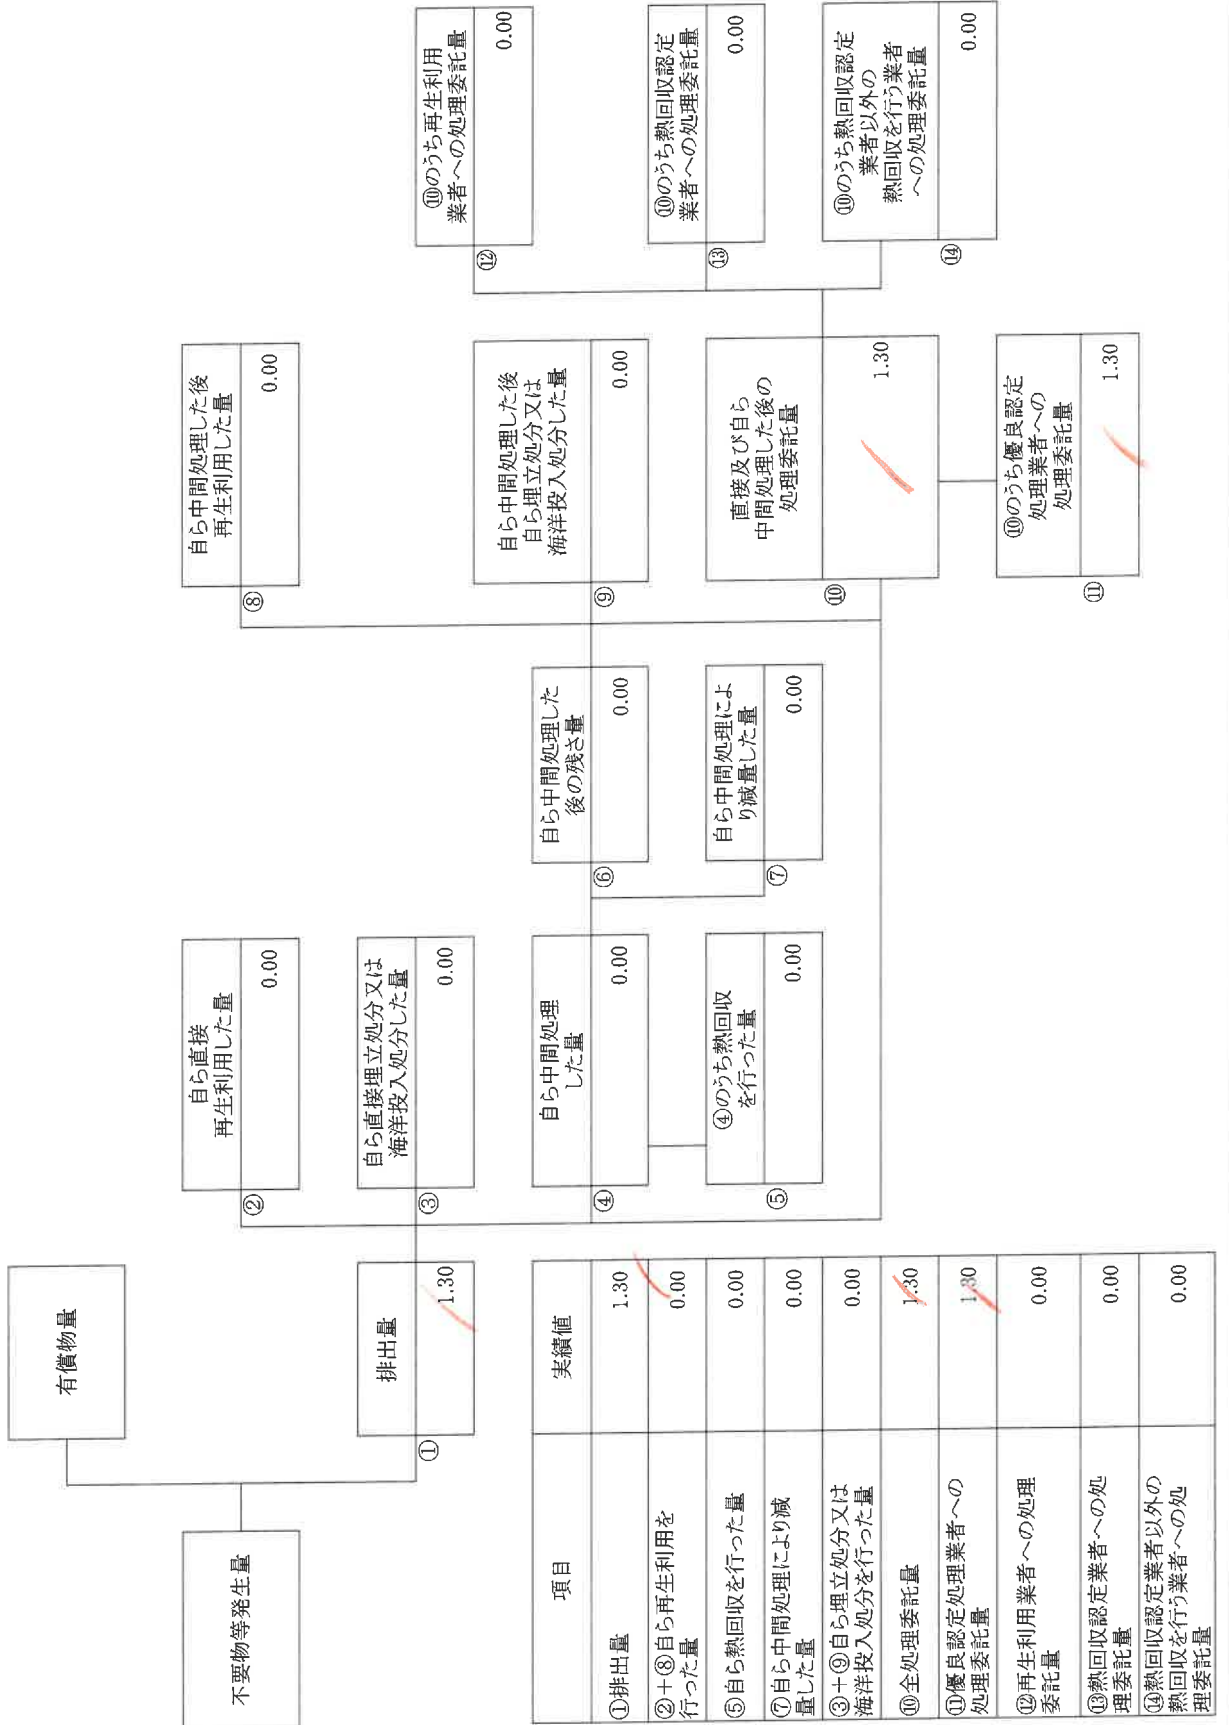 有償物量
不要物等発生量
排出量
①
1.30
自ら直接
再生利用した量
②
0.00
自ら直接埋立処分又は
海洋投入処分した量
③
0.00
自ら中間処理
した量
④
0.00
④のうち熱回収
を行った量
⑤
0.00
自ら中間処理した
後の残さ量
⑥
0.00
自ら中間処理によ
り減量した量
⑦
0.00
自ら中間処理した後
再生利用した量
⑧
0.00
自ら中間処理した後
自ら埋立処分又は
海洋投入処分した量
⑨
0.00
直接及び自ら
中間処理した後の
処理委託量
⑩
1.30
⑩のうち優良認定
処理業者への
処理委託量
⑪
1.30
⑩のうち再生利用
業者への処理委託量
⑫
0.00
⑩のうち熱回収認定
業者への処理委託量
⑬
0.00
⑩のうち熱回収認定
業者以外の
熱回収を行う業者
への処理委託量
⑭
0.00
項目 実績値
①排出量 1.30
②+⑧自ら再生利用を
行った量 0.00
⑤自ら熱回収を行った量 0.00
⑦自ら中間処理により減
量した量 0.00
③+⑨自ら埋立処分又は
海洋投入処分を行った量 0.00
⑩全処理委託量 1.30
⑪優良認定処理業者への
処理委託量 1.30
⑫再生利用業者への処理
委託量 0.00
⑬熱回収認定業者への処
理委託量 0.00
⑭熱回収認定業者以外の
熱回収を行う業者への処
理委託量 0.00